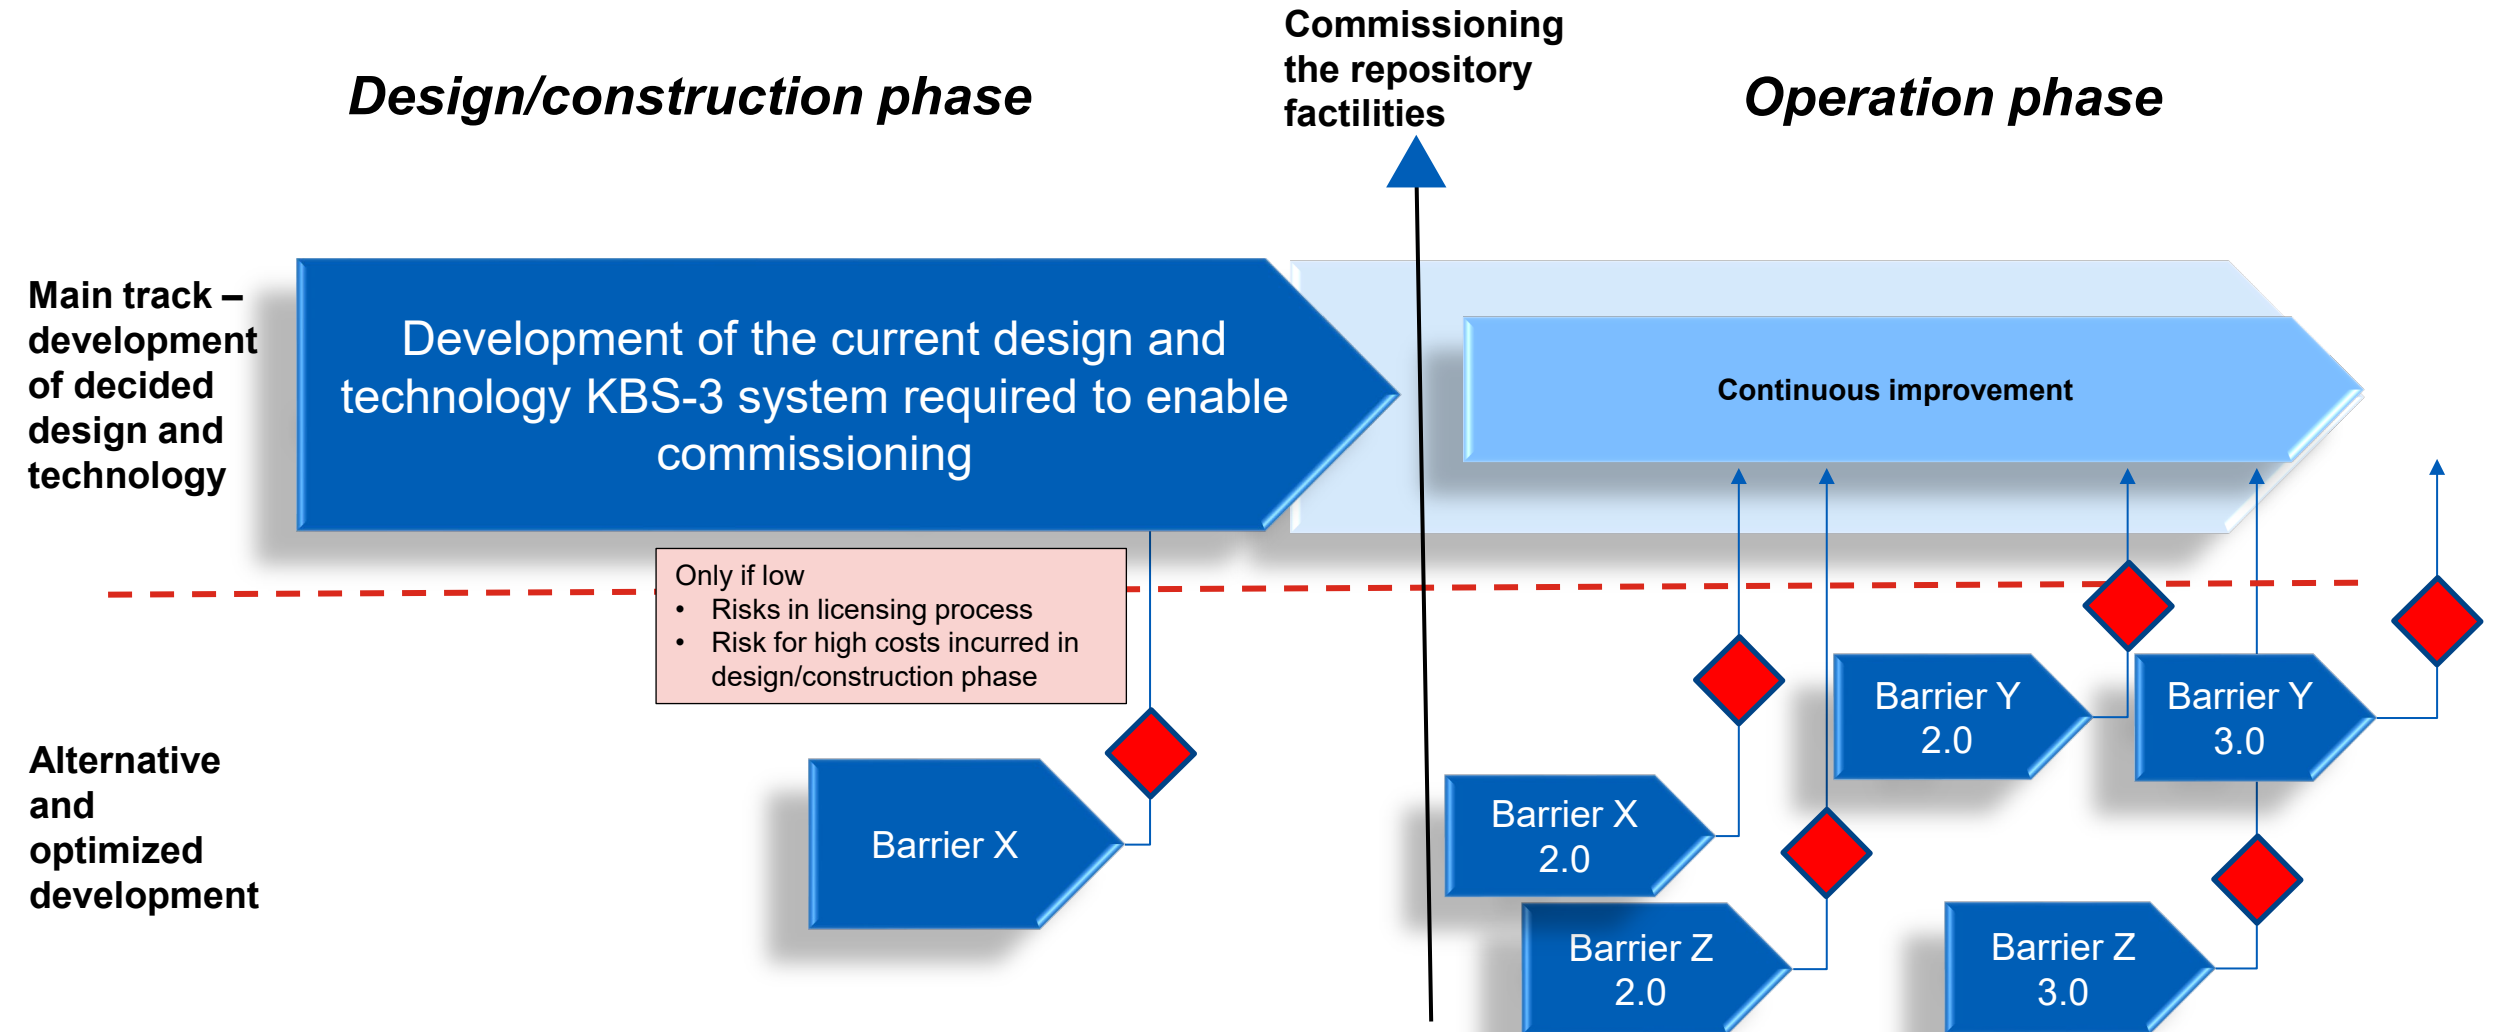 Commissioning
the repository
factilities
Design/construction phase
Operation phase
Main track –
development
of decided
design and
technology
Development of the current design and
technology KBS-3 system required to enable
commissioning
Continuous improvement
Only if low
• Risks in licensing process
• Risk for high costs incurred in
design/construction phase
Alternative
and
optimized
development
Barrier X
Barrier X
2.0
Barrier Z
2.0
Barrier Y
2.0
Barrier Y
3.0
Barrier Z
3.0